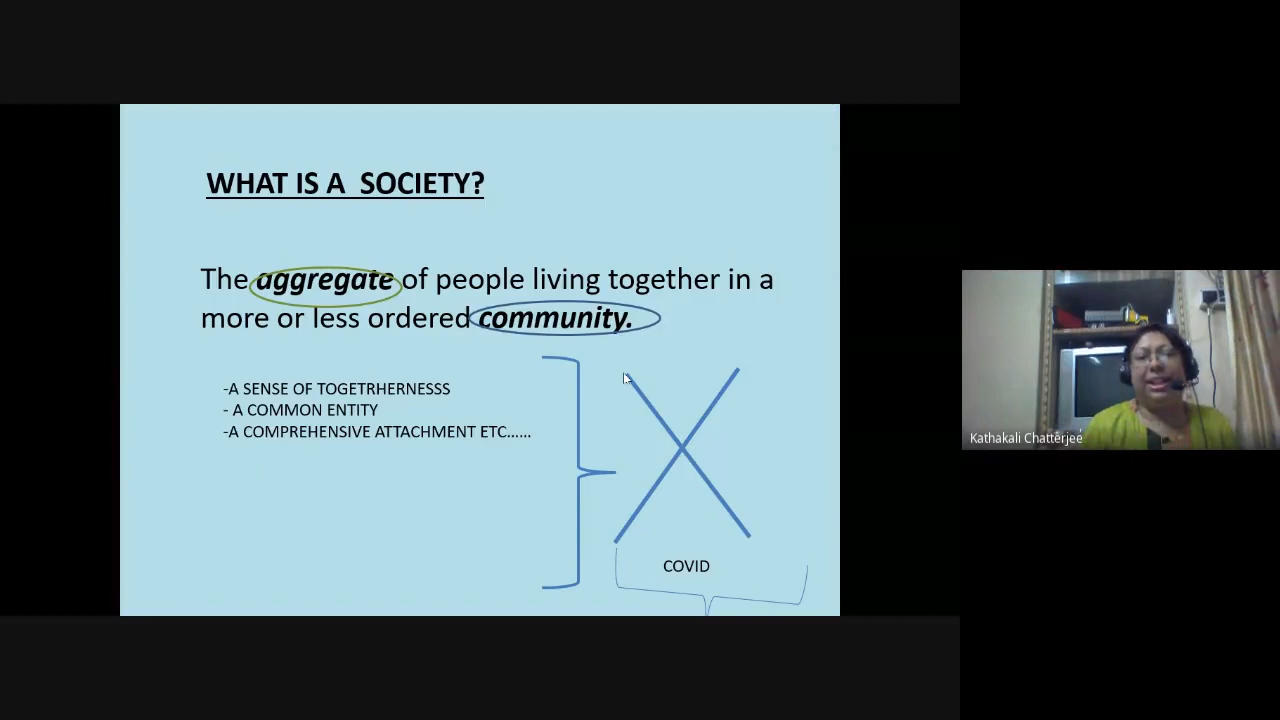 WHAT IS A SOCIETY?
The aggregate of people living together in a
more or less ordered community.
-A SENSE OF TOGETRHERNESSS
- A COMMON ENTITY
-A COMPREHENSIVE ATTACHMENT ETC......
COVID
Kathakali Chatterjee